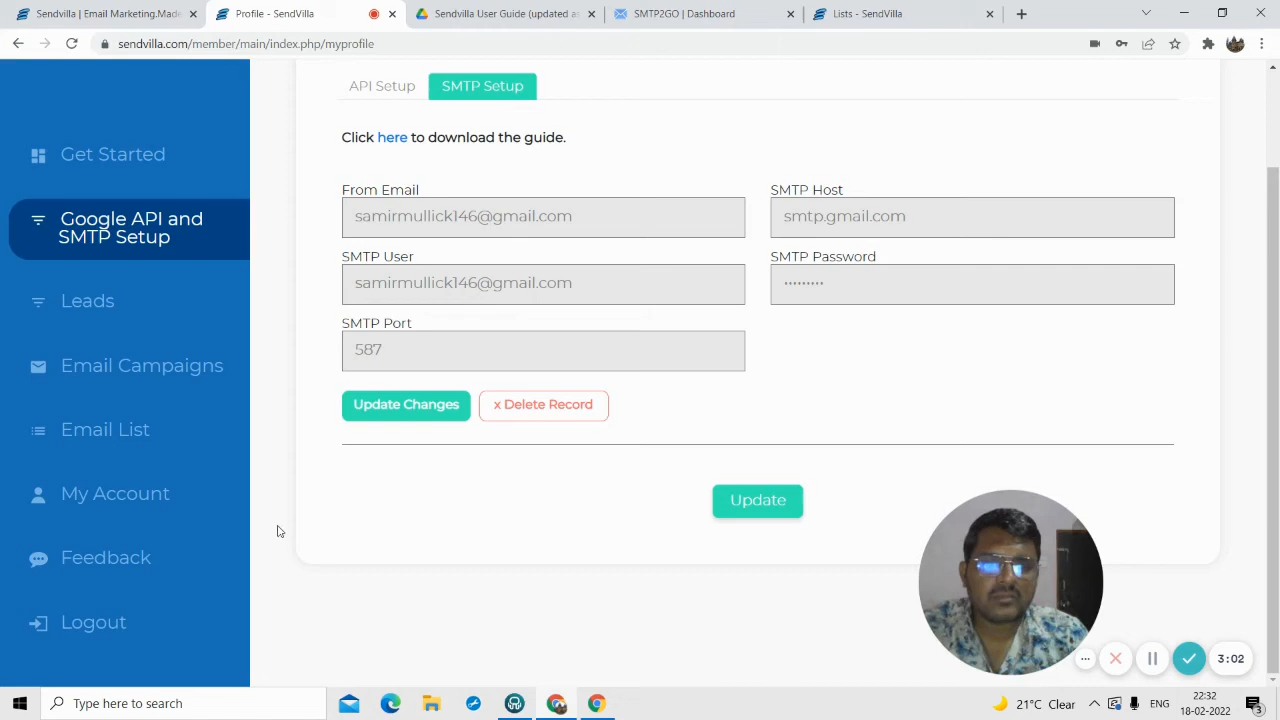 Email Marketing.Made
Profile - SendVilla
Sendvilla User Guide (updated as
SMTP2GO | Dashboard
Lists - SendVilla
sendvilla.com/member/main/index.php/myprofile
Get Started
Google API and
SMTP Setup
Leads
Email Campaigns
Email List
My Account
Feedback
Logout
API Setup
SMTP Setup
Click here to download the guide.
From Email
samirmullick146@gmail.com
SMTP Host
smtp.gmail.com
SMTP User
samirmullick146@gmail.com
SMTP Password
•••••••••
SMTP Port
587
Update Changes
x Delete Record
Update
3:02
Type here to search
21°C Clear
ENG
22:32
18-02-2022
3